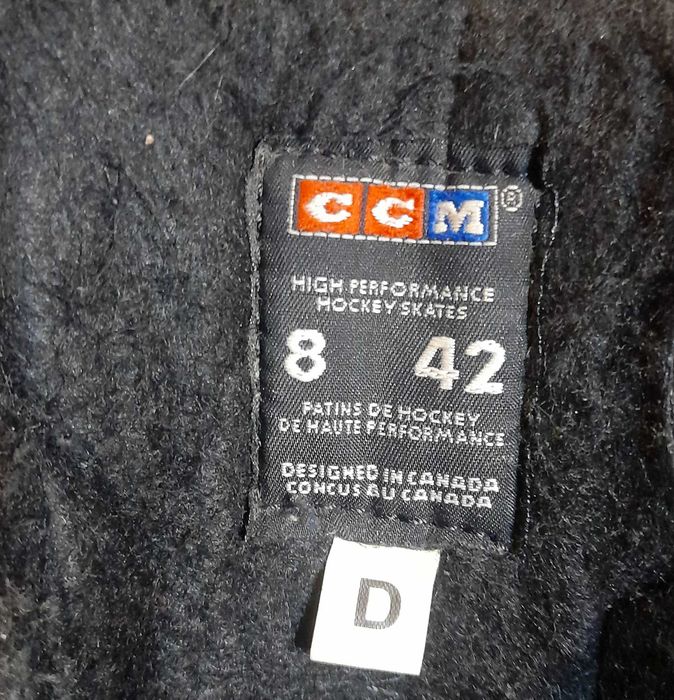 CCM®
HIGH PERFORMANCE
HOCKEY SKATES
8 42
PATINS DE HOCKEY
DE HAUTE PERFORMANCE
DESIGNED IN CANADA
CONCUS AU CANADA
D